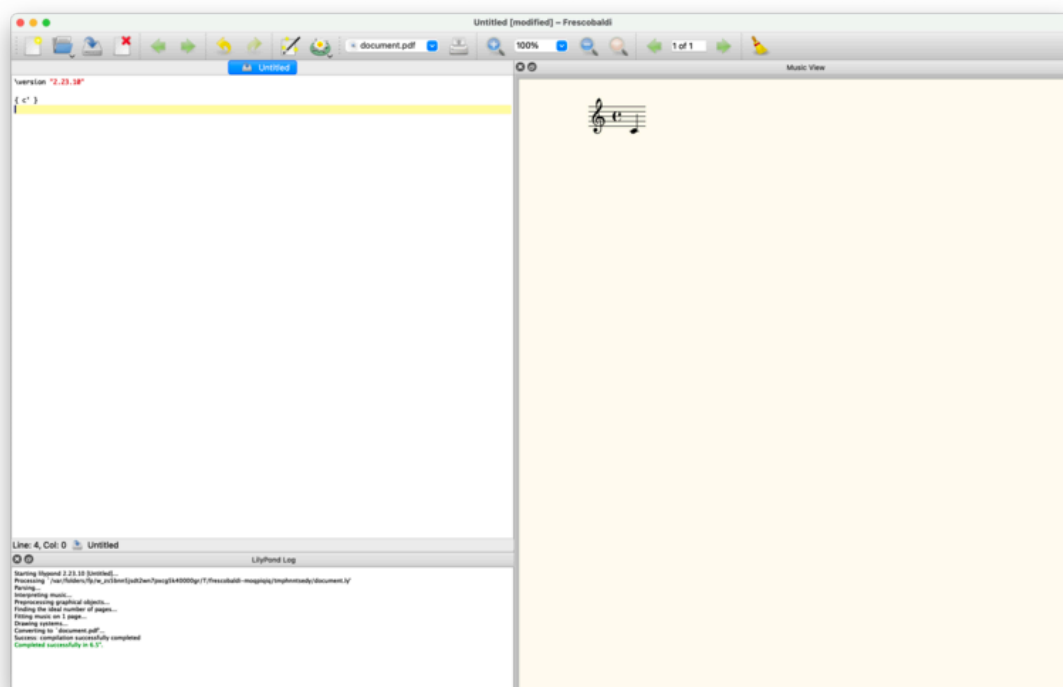 Untitled [modified] – Frescobaldi
document.pdf
100%
1 of 1
Untitled
Music View
\version "2.23.10"
{ c' }
Line: 4, Col: 0 Untitled
LilyPond Log
Starting lilypond 2.23.10 [Untitled]...
Parsing...
Interpreting music...
Preprocessing graphical objects...
Finding the ideal number of pages...
Fitting music on 1 page...
Drawing systems...
Converting to `document.pdf'...
Success: compilation successfully completed
Completed successfully in 6.5".